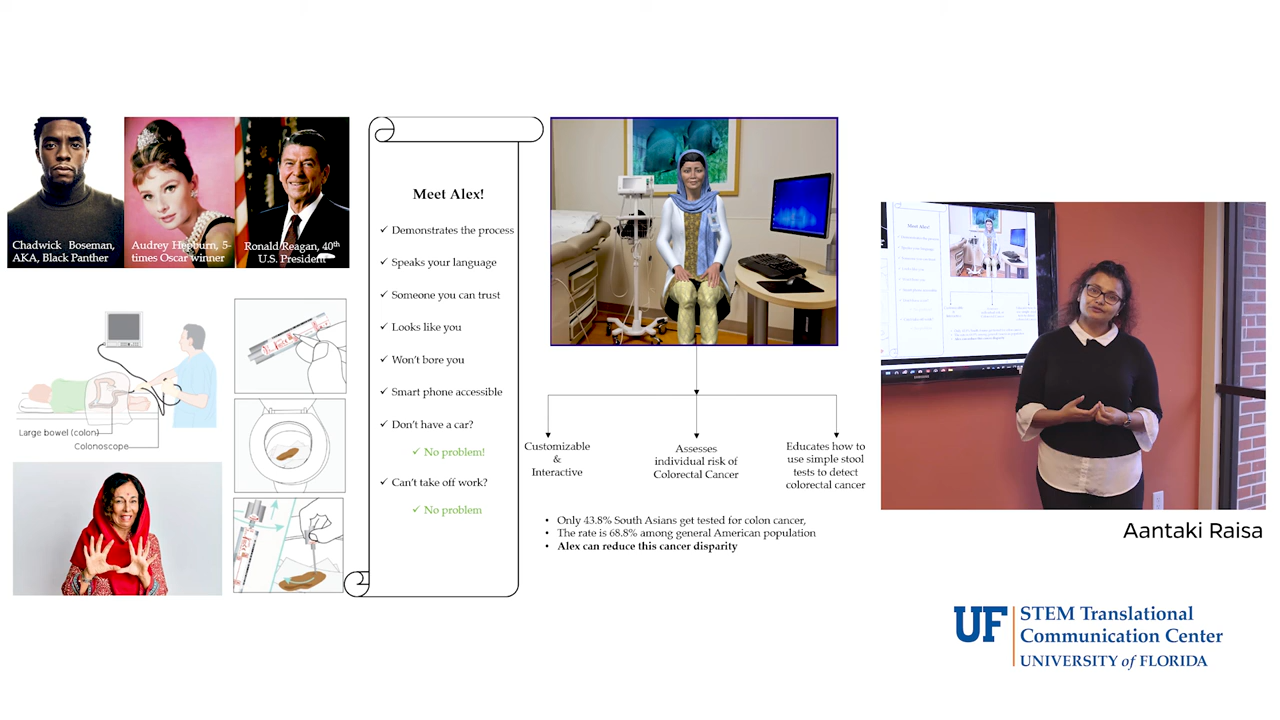 Chadwick Boseman,
AKA, Black Panther
Audrey Hepburn, 5-
times Oscar winner
Ronald Reagan, 40th
U.S. President
Large bowel (colon)
Colonoscope
Meet Alex!
✓ Demonstrates the process
✓ Speaks your language
✓ Someone you can trust
✓ Looks like you
✓ Won't bore you
✓ Smart phone accessible
✓ Don't have a car?
✓ No problem!
✓ Can't take off work?
✓ No problem
Customizable
&
Interactive
Assesses
individual risk of
Colorectal Cancer
Educates how to
use simple stool
tests to detect
colorectal cancer
• Only 43.8% South Asians get tested for colon cancer,
• The rate is 68.8% among general American population
• Alex can reduce this cancer disparity
Meet Alex!
SAMSUNG
Aantaki Raisa
UF
STEM Translational
Communication Center
UNIVERSITY of FLORIDA